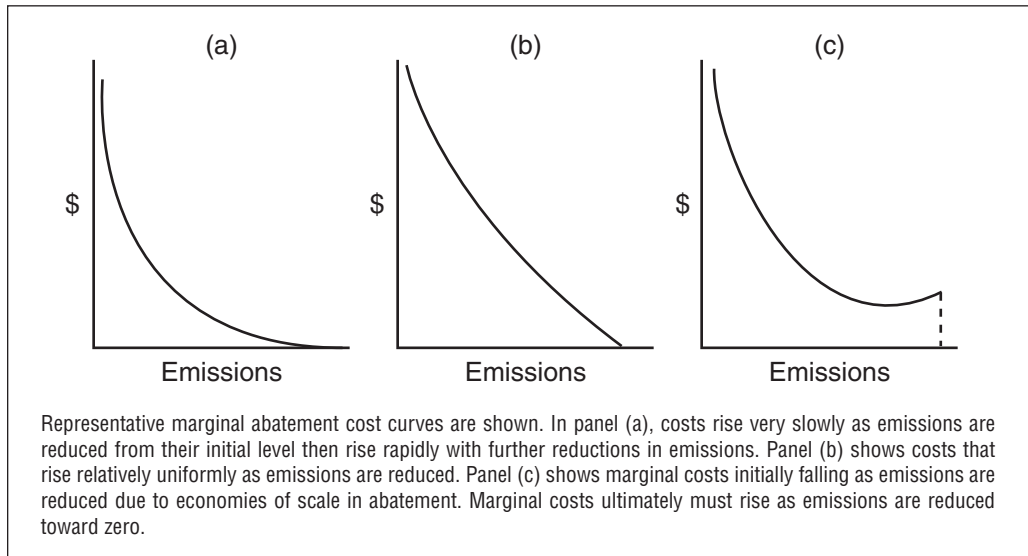 (a) (b) (c)
$ $ $
Emissions Emissions Emissions
Representative marginal abatement cost curves are shown. In panel (a), costs rise very slowly as emissions are
reduced from their initial level then rise rapidly with further reductions in emissions. Panel (b) shows costs that
rise relatively uniformly as emissions are reduced. Panel (c) shows marginal costs initially falling as emissions are
reduced due to economies of scale in abatement. Marginal costs ultimately must rise as emissions are reduced
toward zero.